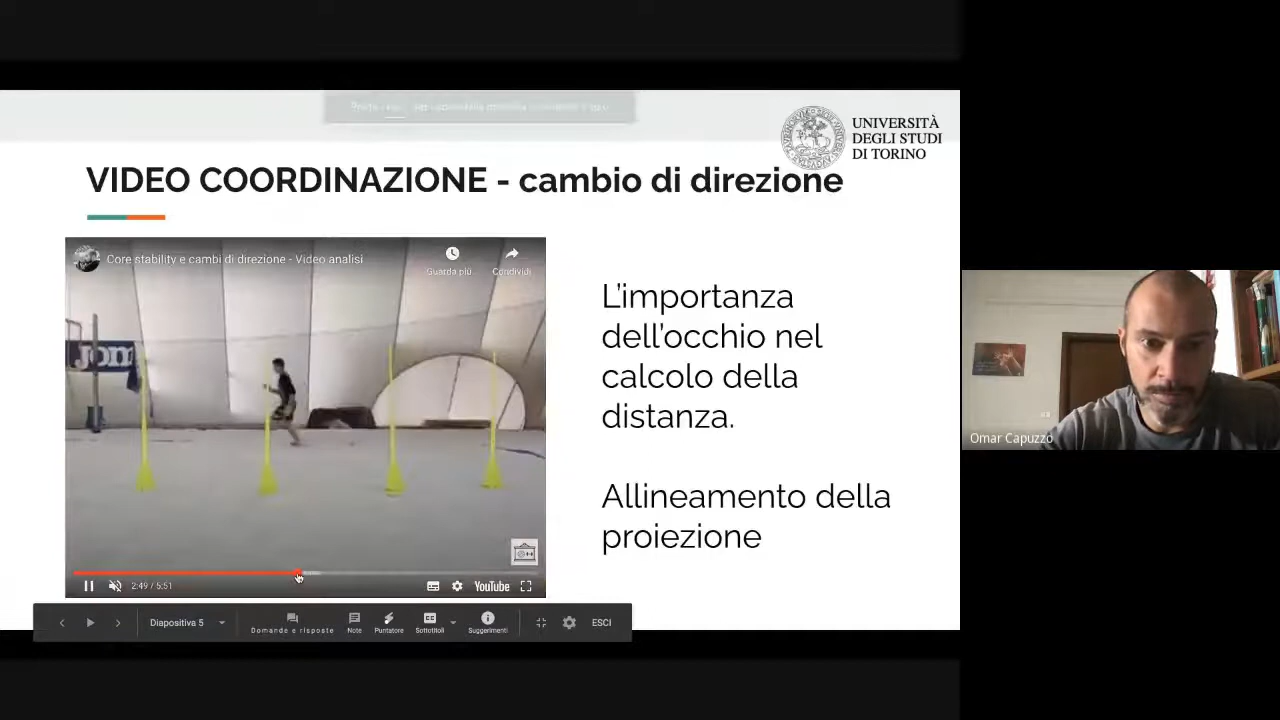 UNIVERSITÀ
DEGLI STUDI
DI TORINO
VIDEO COORDINAZIONE - cambio di direzione
Core stability e cambi di direzione - Video analisi
Guarda più
Condividi
JOM
L'importanza
dell'occhio nel
calcolo della
distanza.
Allineamento della
proiezione
2:49 / 5:51
YouTube
Diapositiva 5
Domande e risposte
Note
Puntatore
Sottotitoli
Suggerimenti
ESCI
Omar Capuzzo